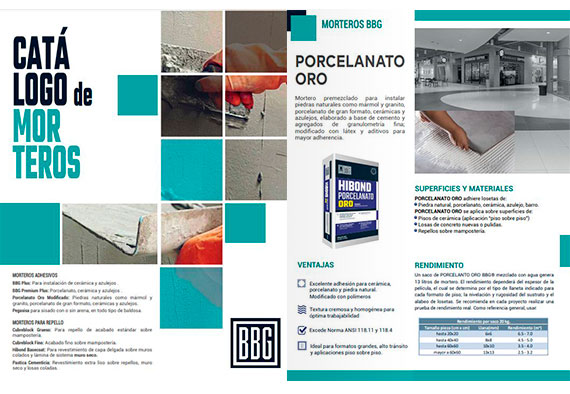 CATÁ
LOGO de
MOR
TEROS
MORTEROS ADHESIVOS
BBG Plus: Para instalación de cerámica y azulejos .
BBG Premium Plus: Porcelanato, cerámica y azulejos .
Porcelanato Oro Modificado: Piedras naturales como mármol y
granito, porcelanato de gran formato, cerámicas y azulejos.
Pegasisa para sisado con o sin arena, en todo tipo de baldosa.
MORTEROS PARA REPELLO
Cubreblock Grueso: Para repello de acabado estándar sobre
mampostería.
Cubreblock Fino: Acabado fino sobre mampostería.
Hibond Basecoat: Para revestimiento de capa delgada sobre muros
colados y lámina de sistema muro seco.
Pastica Cementicia: Revestimiento extra liso sobre repellos, muro
seco y losas coladas.
BBG
MORTEROS BBG
PORCELANATO
ORO
Mortero premezclado para instalar
piedras naturales como mármol y granito,
porcelanato de gran formato, cerámicas y
azulejos, elaborado a base de cemento y
agregados de granulometría fina;
modificado con látex y aditivos para
mayor adherencia.
HIBOND
PORCELANATO
ORO
VENTAJAS
Excelente adhesión para cerámica,
porcelanato y piedra natural.
Modificado con polímeros
Textura cremosa y homogénea para
óptima trabajabilidad
Excede Norma ANSI 118.11 y 118.4
Ideal para formatos grandes, alto tránsito
y aplicaciones piso sobre piso.
SUPERFICIES Y MATERIALES
PORCELANATO ORO adhiere losetas de:
Piedra natural, porcelanato, cerámica, azulejo, barro.
PORCELANATO ORO se aplica sobre superficies de:
Pisos de cerámica (aplicación "piso sobre piso")
Losas de concreto nuevas o pulidas.
Repellos sobre mampostería.
RENDIMIENTO
Un saco de PORCELANATO ORO BBG® mezclado con agua genera
13 litros de mortero. El rendimiento dependerá del espesor de la
película, el cual se determina por el tipo de llaneta indicado para
cada formato de piso, la nivelación y rugosidad del sustrato y el
alabeo de losetas. Se recomienda en cada proyecto realizar una
prueba de rendimiento real. Como referencia general, usar:
Rendimiento por saco 20 kg.
Tamaño pieza (cm x cm) Llana(mm) Rendimiento (m²)
hasta 20x20 6x6 6.5 - 7.0
hasta 40x40 8x8 4.5 - 5.0
hasta 60x60 10x10 3.5 - 4.0
mayor a 60x60 13x13 2.5 - 3.2